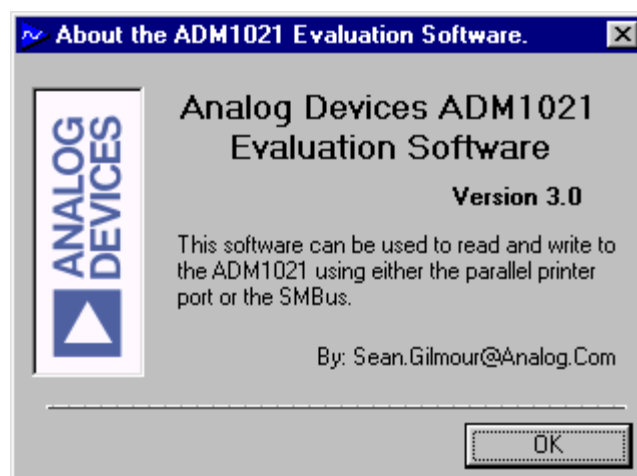 About the ADM1021 Evaluation Software.
ANALOG
DEVICES
Analog Devices ADM1021
Evaluation Software
Version 3.0
This software can be used to read and write to
the ADM1021 using either the parallel printer
port or the SMBus.
By: Sean.Gilmour@Analog.Com
OK